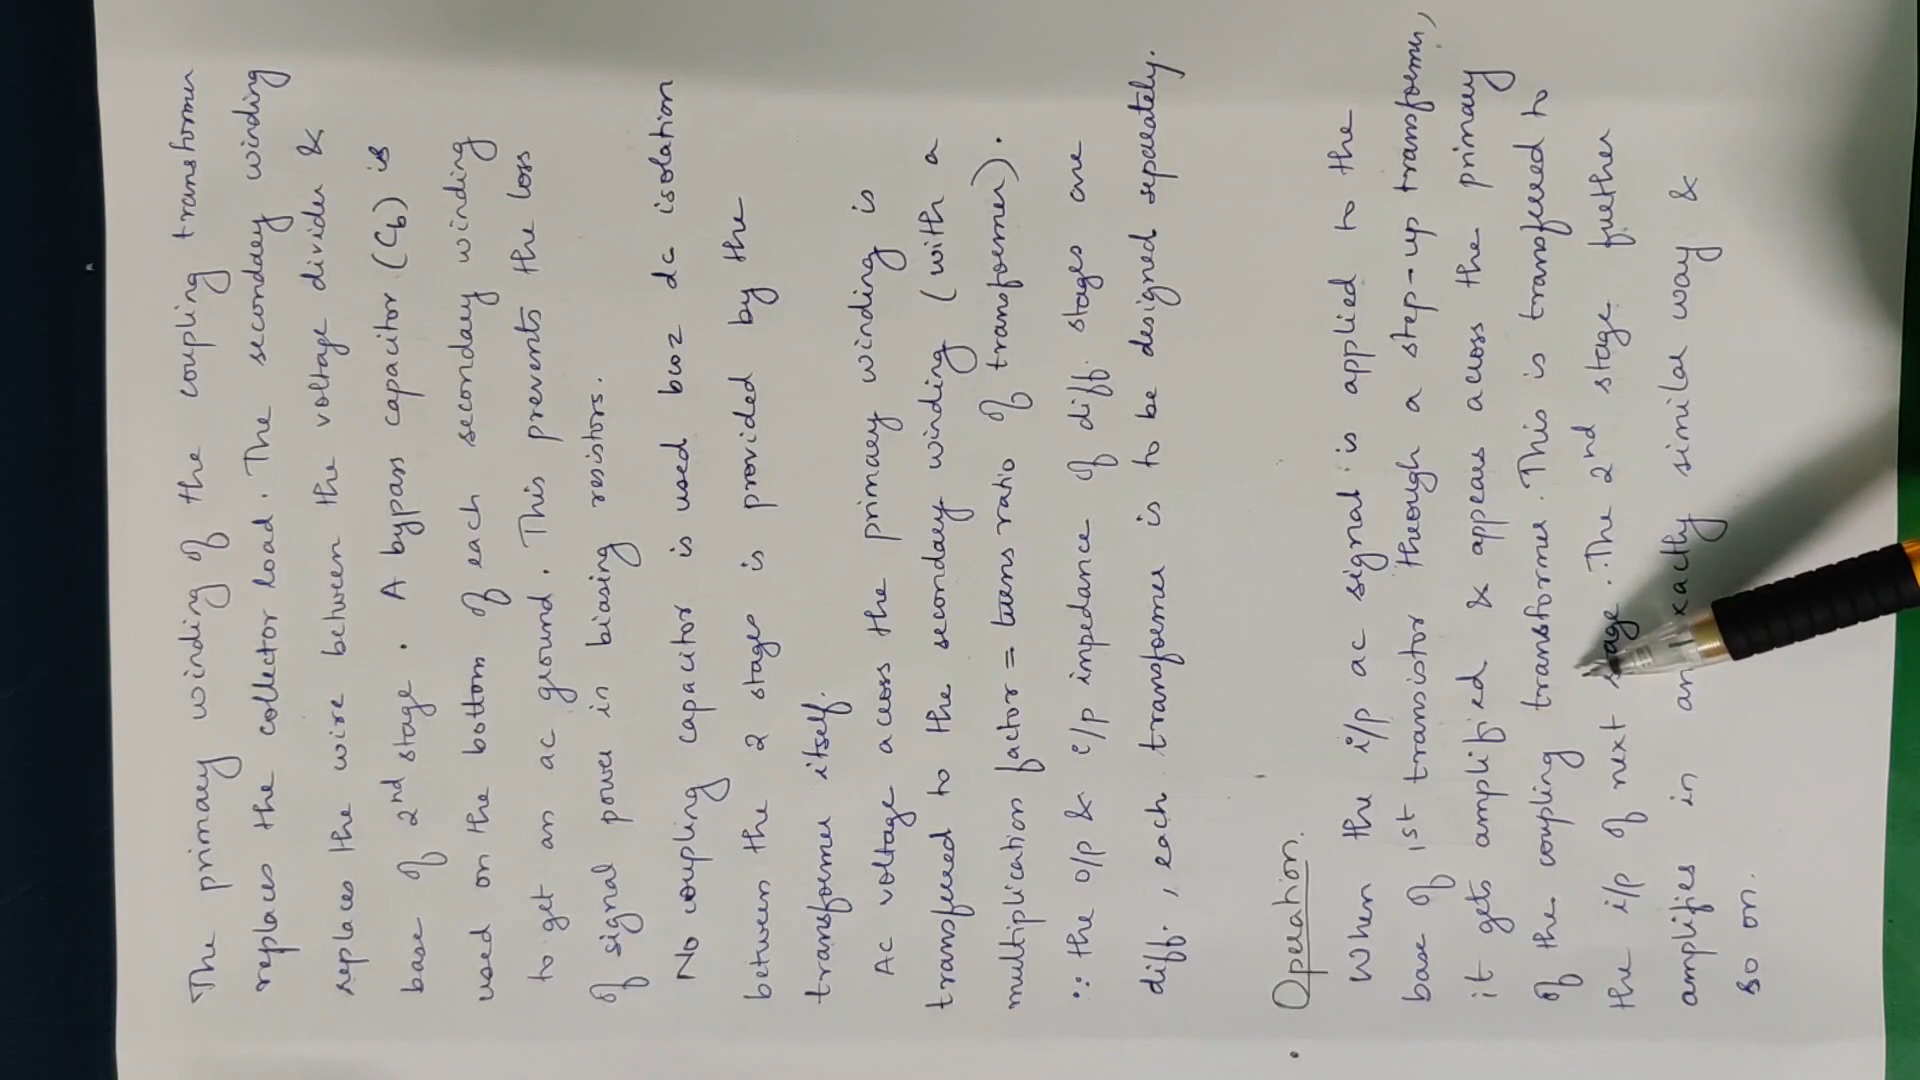 The primary winding of the coupling transformer
replaces the collector load. The secondary winding
replaces the wire between the voltage divider &
base of 2nd stage. A bypass capacitor (Cb) is
used on the bottom of each secondary winding
to get an ac ground. This prevents the loss
of signal power in biasing resistors.
No coupling capacitor is used bcoz dc isolation
between the 2 stages is provided by the
transformer itself.
Ac voltage across the primary winding is
transferred to the secondary winding (with a
multiplication factor = turns ratio of transformer).
∵ the o/p & i/p impedance of diff. stages are
diff., each transformer is to be designed seperately.
• Operation.
When the i/p ac signal is applied to the
base of 1st transistor through a step-up transformer,
it gets amplified & appears across the primary
of the coupling transformer. This is transferred to
the i/p of next stage. The 2nd stage further
amplifies in an exactly similar way &
so on.